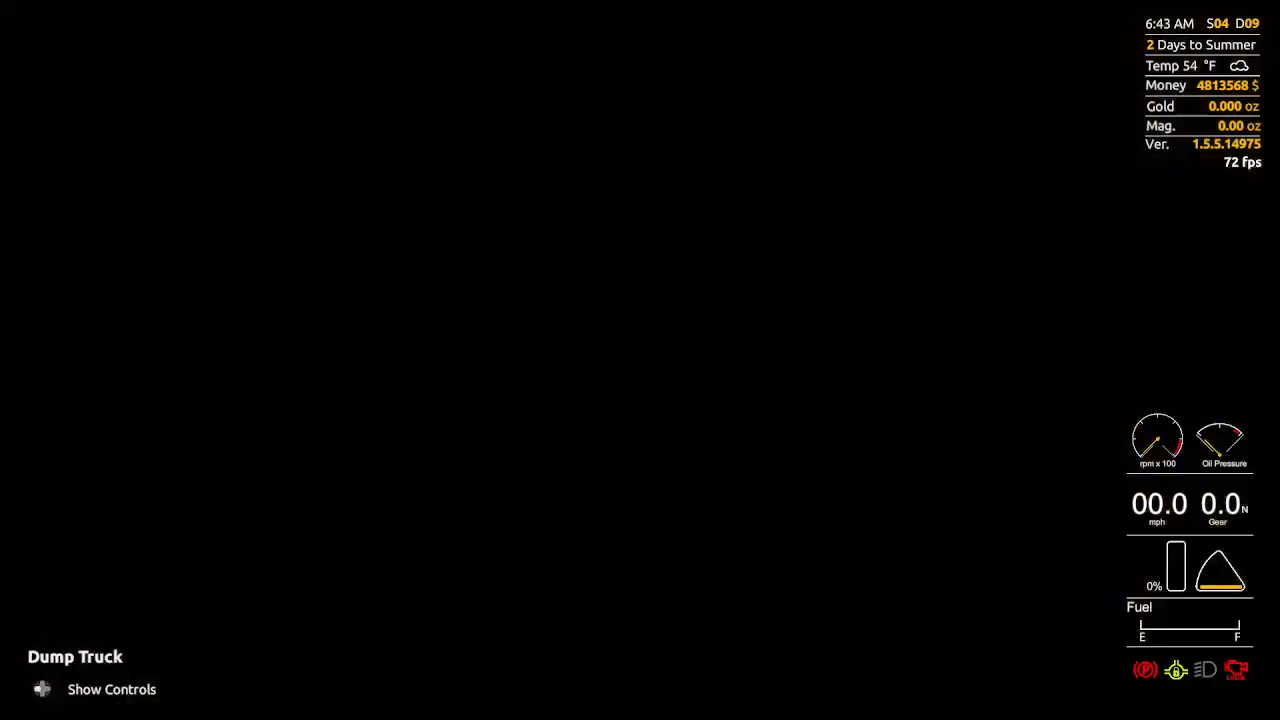 6:43 AM S04 D09
2 Days to Summer
Temp 54 °F
Money 4813568 $
Gold 0.000 oz
Mag. 0.00 oz
Ver. 1.5.5.14975
72 fps
rpm x 100 Oil Pressure
00.0 0.0 N
mph Gear
0%
Fuel
E F
Dump Truck
Show Controls